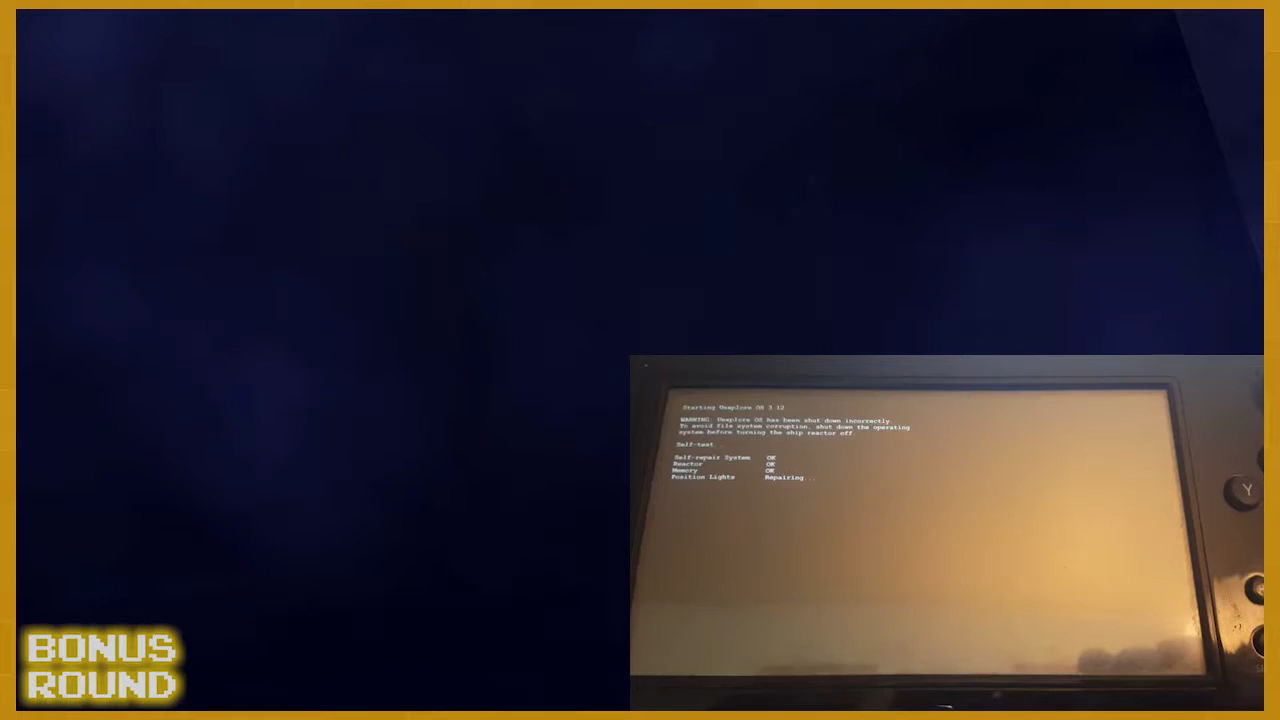 Starting Unxplore OS 3.12
WARNING: Unxplore OS has been shut down incorrectly.
To avoid file system corruption, shut down the operating
system before turning the ship reactor off.
Self-test
Self-repair System OK
Reactor OK
Memory OK
Position Lights Repairing...
Y
BONUS
ROUND